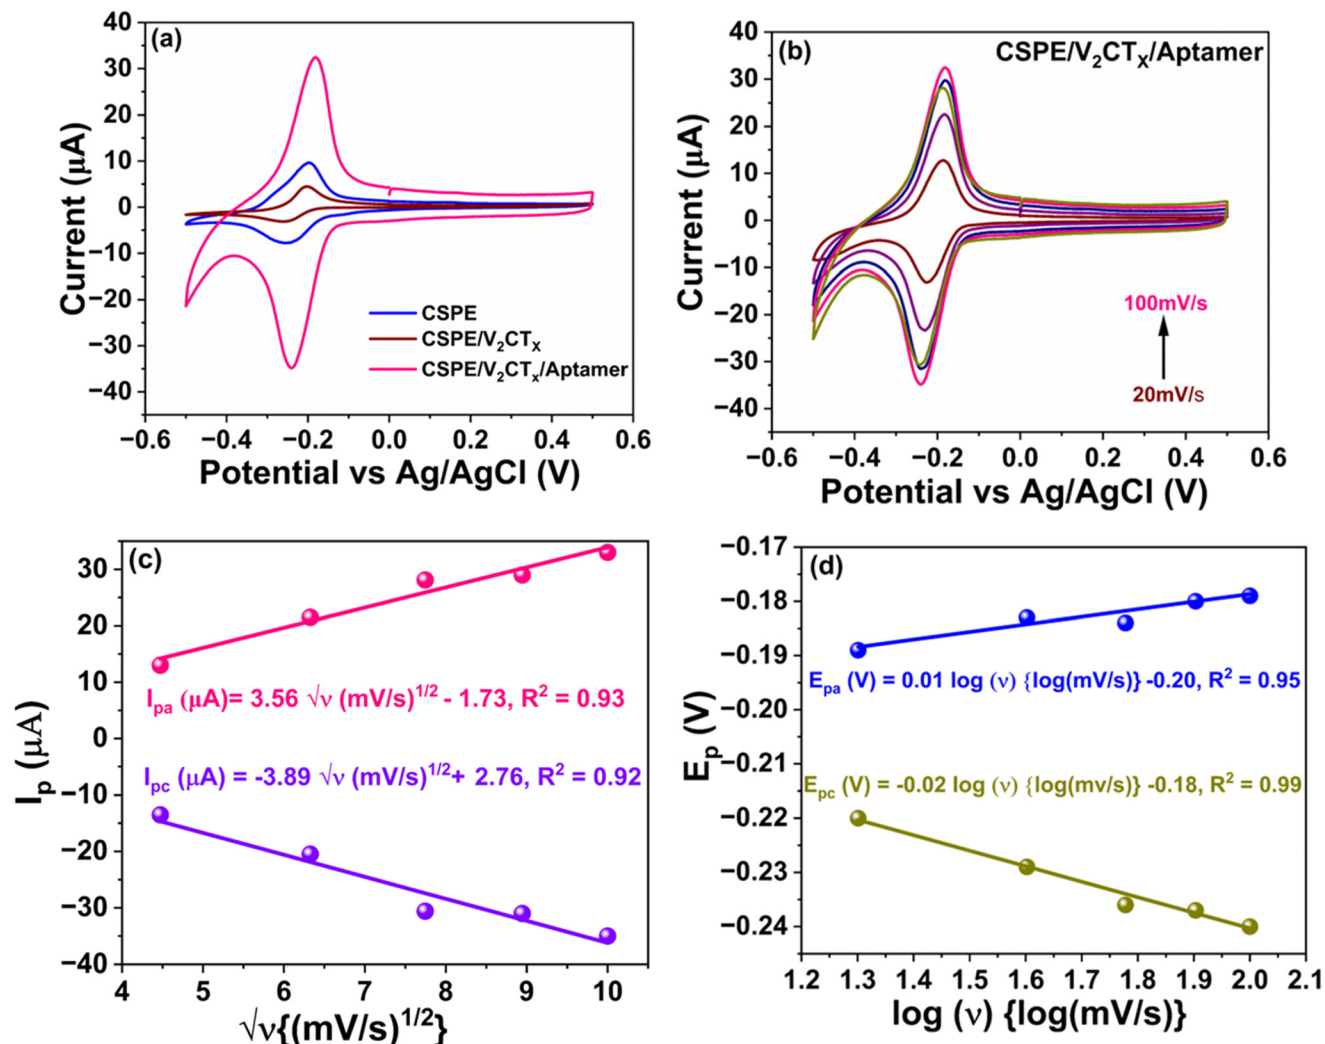 (a)
40
30
20
10
0
−10
−20
−30
−40
Current (μA)
CSPE
CSPE/V₂CTₓ
CSPE/V₂CTₓ/Aptamer
−0.6 −0.4 −0.2 0.0 0.2 0.4 0.6
Potential vs Ag/AgCl (V)
(b)
CSPE/V₂CTₓ/Aptamer
40
30
20
10
0
−10
−20
−30
−40
Current (μA)
100mV/s
20mV/s
−0.6 −0.4 −0.2 0.0 0.2 0.4 0.6
Potential vs Ag/AgCl (V)
(c)
30
20
10
0
−10
−20
−30
−40
Iₚ (μA)
Iₚₐ (μA)= 3.56 √ν (mV/s)¹ᐟ² - 1.73, R² = 0.93
I_pc (μA) = -3.89 √ν (mV/s)¹ᐟ²+ 2.76, R² = 0.92
4 5 6 7 8 9 10
√ν{(mV/s)¹ᐟ²}
(d)
−0.17
−0.18
−0.19
−0.20
−0.21
−0.22
−0.23
−0.24
Eₚ (V)
Eₚₐ (V) = 0.01 log (ν) {log(mV/s)} -0.20, R² = 0.95
E_pc (V) = -0.02 log (ν) {log(mv/s)} -0.18, R² = 0.99
1.2 1.3 1.4 1.5 1.6 1.7 1.8 1.9 2.0 2.1
log (ν) {log(mV/s)}